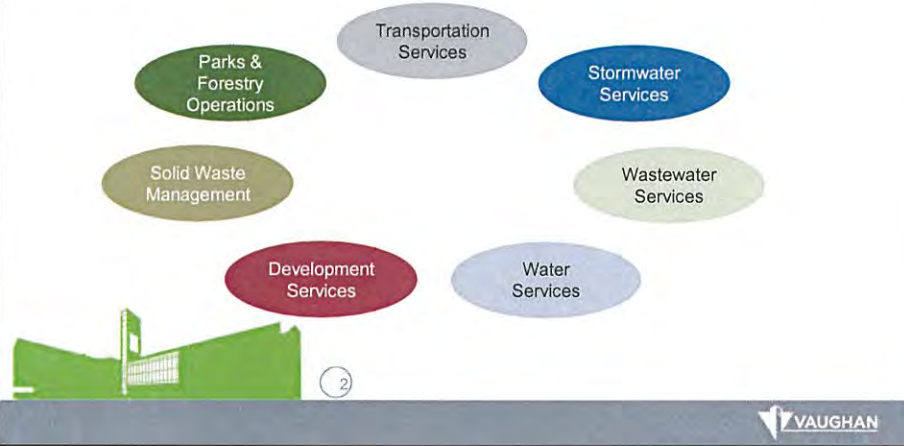 Transportation
Services
Parks &
Forestry
Operations
Stormwater
Services
Solid Waste
Management
Wastewater
Services
Development
Services
Water
Services
2
VAUGHAN